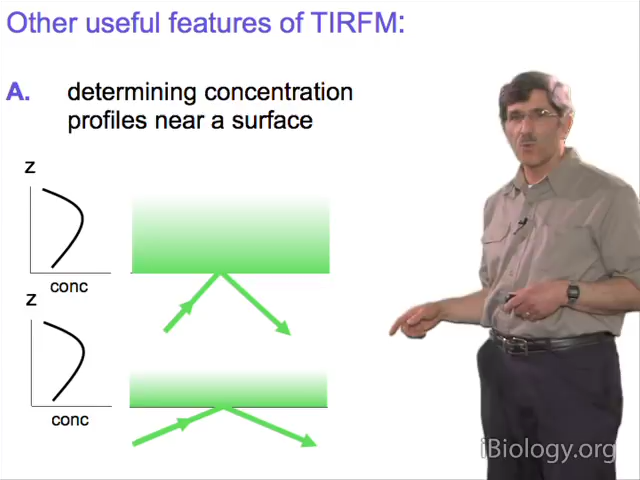 Other useful features of TIRFM:
A. determining concentration
profiles near a surface
z
conc
z
conc
iBiology.org